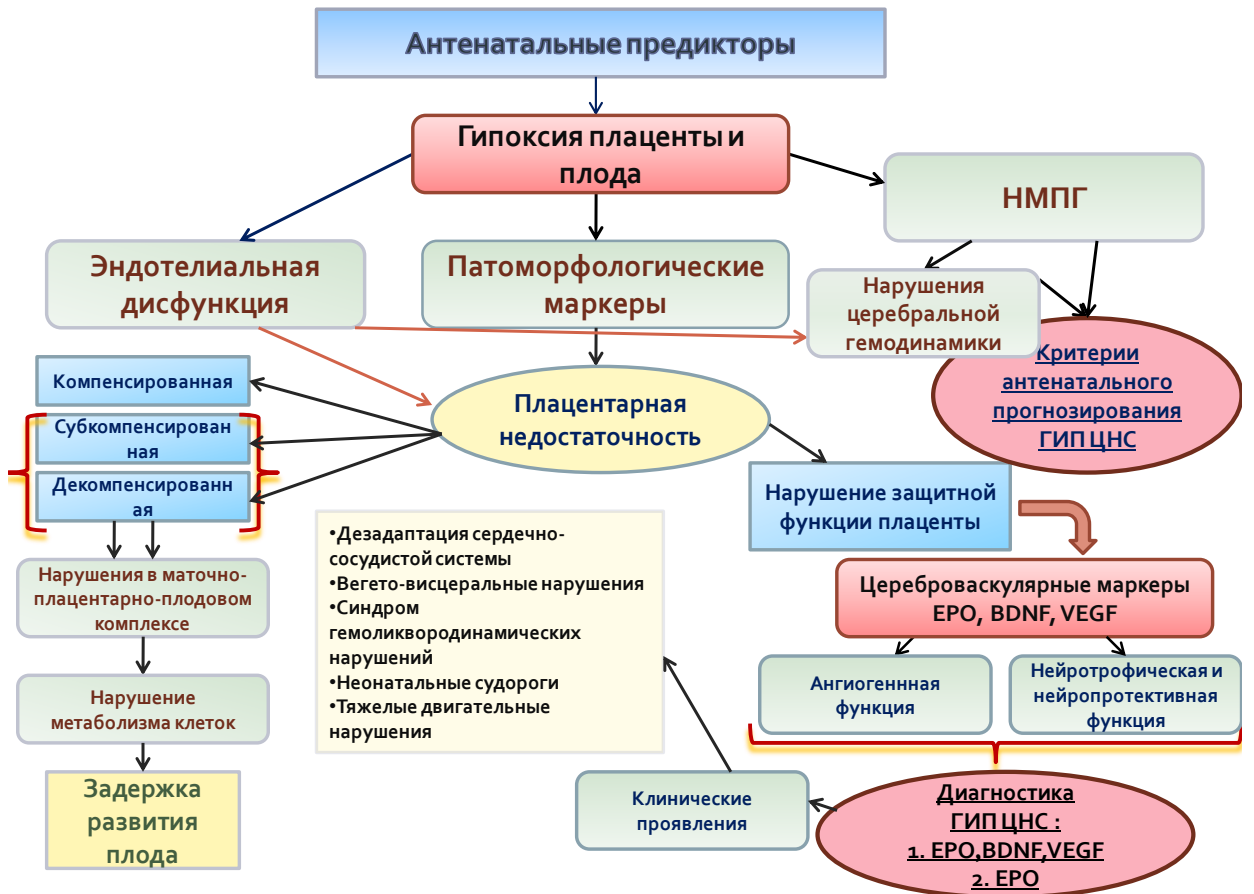 Антенатальные предикторы
Гипоксия плаценты и
плода
НМПГ
Эндотелиальная
дисфункция
Патоморфологические
маркеры
Нарушения
церебральной
гемодинамики
Критерии
антенатального
прогнозирования
ГИП ЦНС
Компенсированная
Субкомпенсирован
ная
Декомпенсированн
ая
Плацентарная
недостаточность
Нарушение защитной
функции плаценты
•Дезадаптация сердечно-
сосудистой системы
•Вегето-висцеральные нарушения
•Синдром
гемоликвородинамических
нарушений
•Неонатальные судороги
•Тяжелые двигательные
нарушения
Нарушения в маточно-
плацентарно-плодовом
комплексе
Цереброваскулярные маркеры
EPO, BDNF, VEGF
Ангиогеннная
функция
Нейротрофическая и
нейропротективная
функция
Нарушение
метаболизма клеток
Задержка
развития
плода
Клинические
проявления
Диагностика
ГИП ЦНС :
1. EPO,BDNF,VEGF
2. EPO